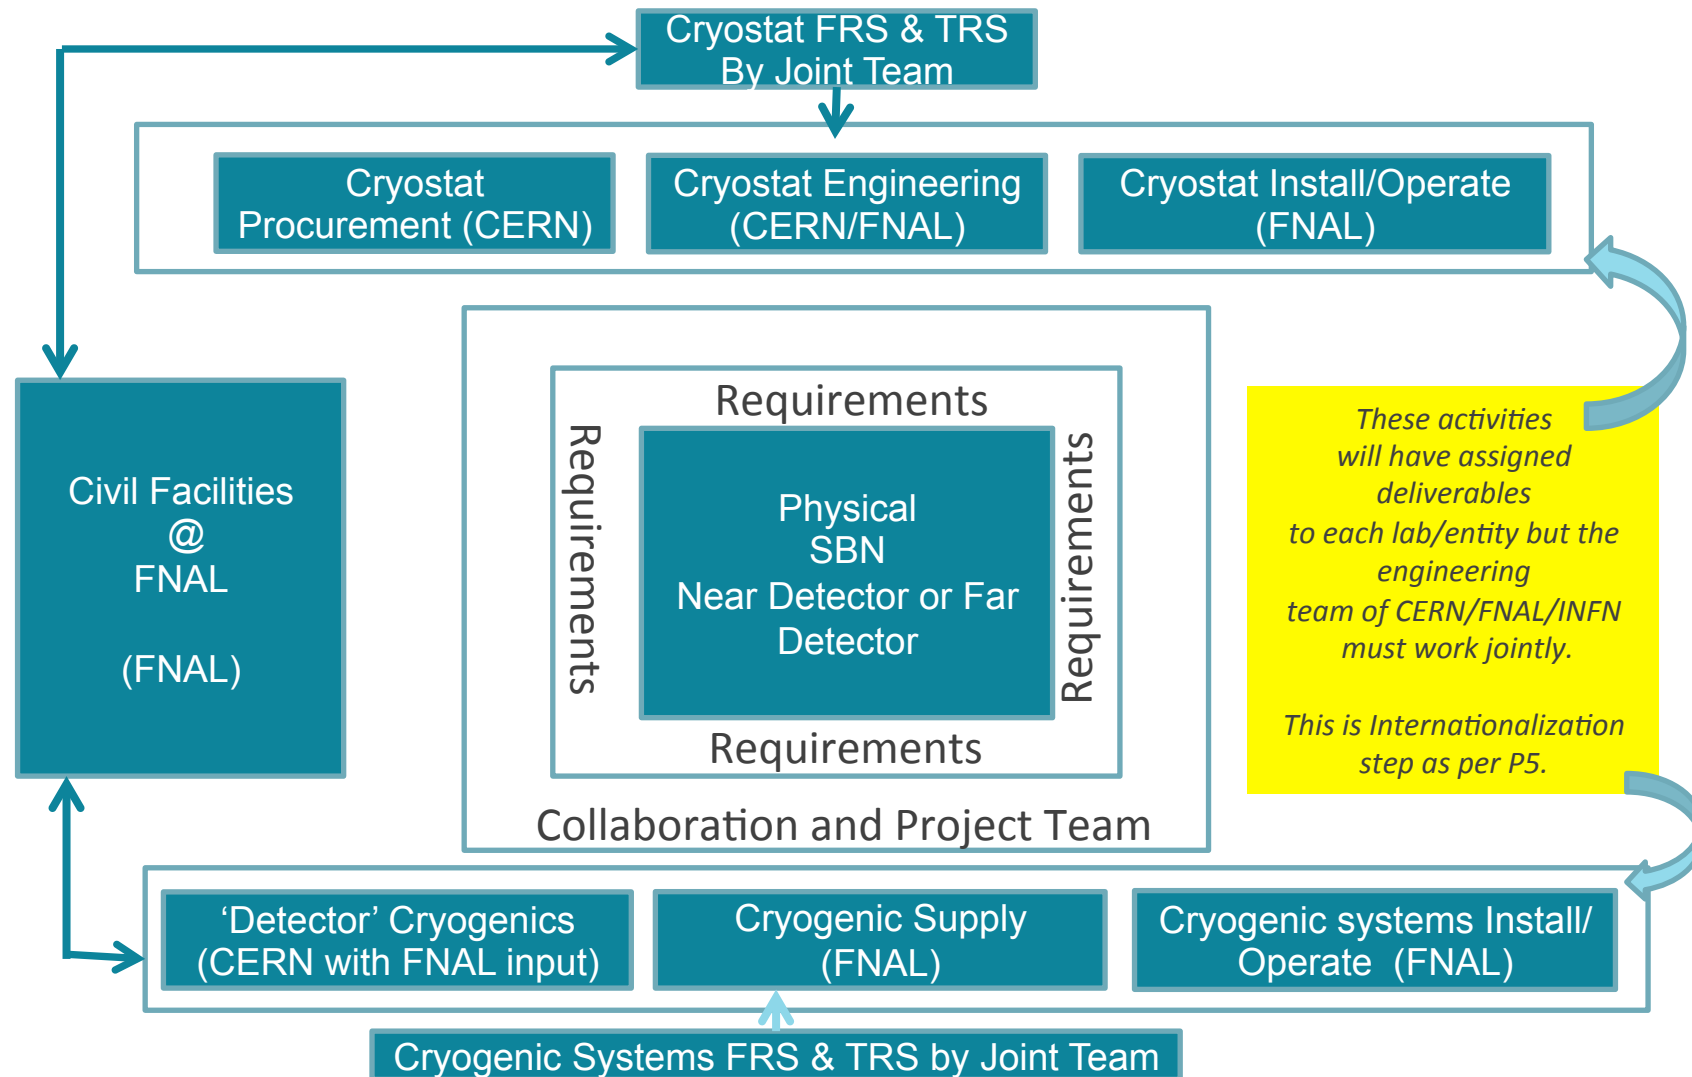 Cryostat FRS & TRS
By Joint Team
Cryostat
Procurement (CERN)
Cryostat Engineering
(CERN/FNAL)
Cryostat Install/Operate
(FNAL)
Civil Facilities
@
FNAL
(FNAL)
Requirements
Requirements
Physical
SBN
Near Detector or Far
Detector
Requirements
Requirements
Collaboration and Project Team
These activities
will have assigned
deliverables
to each lab/entity but the
engineering
team of CERN/FNAL/INFN
must work jointly.
This is Internationalization
step as per P5.
‘Detector’ Cryogenics
(CERN with FNAL input)
Cryogenic Supply
(FNAL)
Cryogenic systems Install/
Operate (FNAL)
Cryogenic Systems FRS & TRS by Joint Team